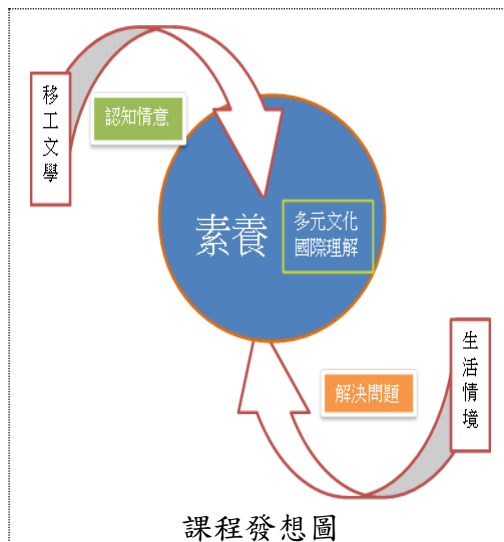 移工文學
認知情意
素養
多元文化
國際理解
生活情境
解決問題
課程發想圖